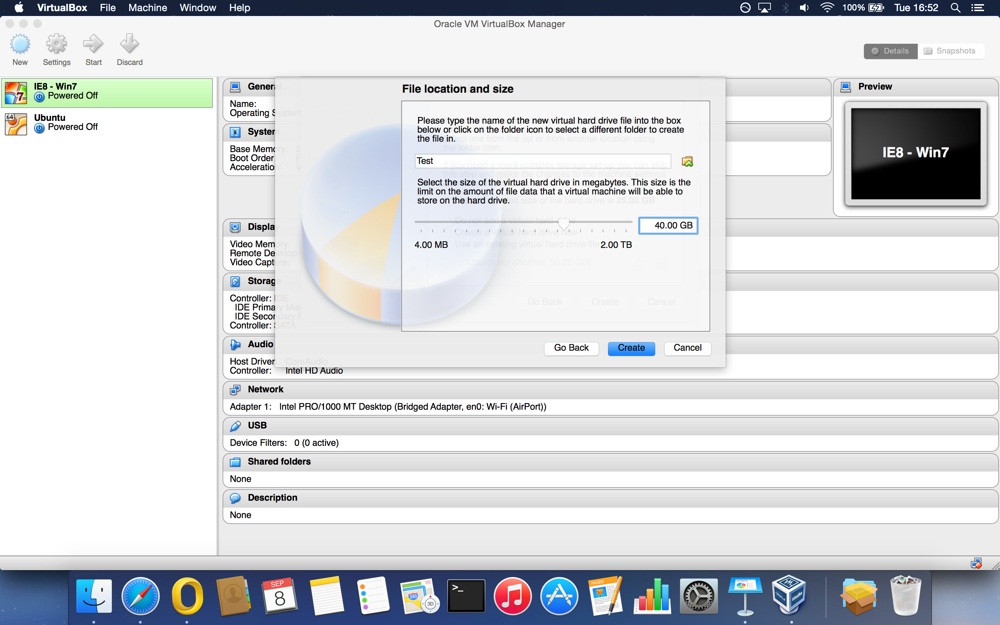 VirtualBox File Machine Window Help 100% Tue 16:52
Oracle VM VirtualBox Manager
New Settings Start Discard Details Snapshots
IE8 - Win7
Powered Off
Ubuntu
Powered Off
General
Name:
Operating System
System
Base Memory: 5
Boot Order: F
Acceleration: V
Display
Video Memory:
Remote Desktop
Video Capture:
Storage
Controller: IDE
IDE Primary Mas
IDE Secondary M
Controller: SATA
Audio
Host Driver: CoreAudio
Controller: Intel HD Audio
Network
Adapter 1: Intel PRO/1000 MT Desktop (Bridged Adapter, en0: Wi-Fi (AirPort))
USB
Device Filters: 0 (0 active)
Shared folders
None
Description
None
Preview
IE8 - Win7
File location and size
Please type the name of the new virtual hard drive file into the box
below or click on the folder icon to select a different folder to create
the file in.
one from the list or from another location using
the folder icon.
Test
If you need a more complex storage set-up you can skip
this step and make the changes to the machine settings
Select the size of the virtual hard drive in megabytes. This size is the
limit on the amount of file data that a virtual machine will be able to
store on the hard drive.
size of the hard drive is 25.00 GB.
Do not add a virtual hard drive
40.00 GB
Create a virtual hard drive now
4.00 MB 2.00 TB
Use an existing virtual hard drive file
Ubuntu.vdi (Normal, 30.00 GB)
Go Back Create Cancel
Go Back Create Cancel
SEP
8
280
3D
>_
PAGES
KEYNOTE
ORACLE
VirtualBox
64
7